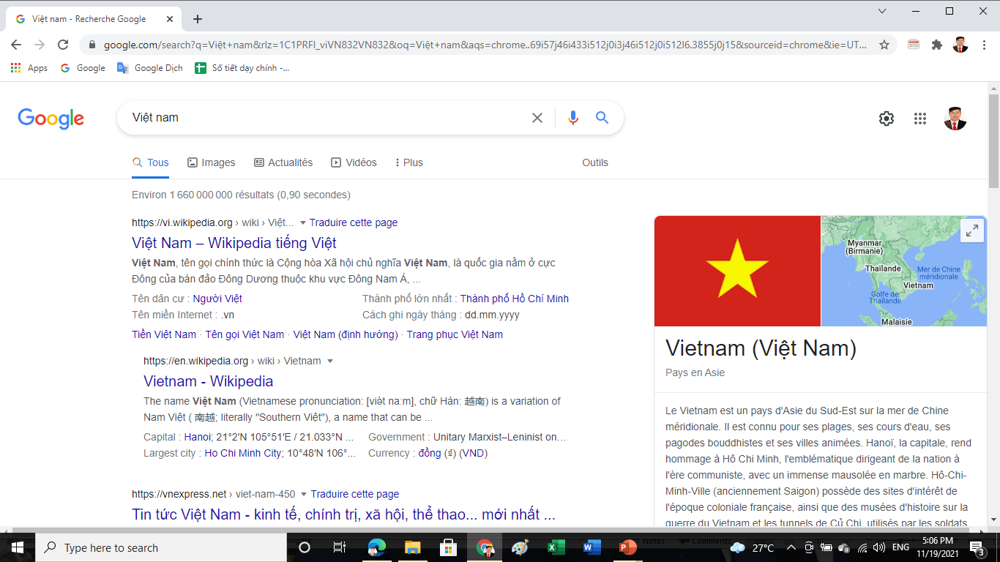 Việt nam - Recherche Google
google.com/search?q=Việt+nam&rlz=1C1PRFI_viVN832VN832&oq=Việt+nam&aqs=chrome..69i57j46i433i512j0i3j46i512j0i512l6.3855j0j15&sourceid=chrome&ie=UT...
Apps Google Google Dịch Số tiết dạy chính -...
Google Việt nam
Tous Images Actualités Vidéos Plus Outils
Environ 1 660 000 000 résultats (0,90 secondes)
https://vi.wikipedia.org › wiki › Việt... Traduire cette page
Việt Nam – Wikipedia tiếng Việt
Việt Nam, tên gọi chính thức là Cộng hòa Xã hội chủ nghĩa Việt Nam, là quốc gia nằm ở cực
Đông của bán đảo Đông Dương thuộc khu vực Đông Nam Á, ...
Tên dân cư : Người Việt Thành phố lớn nhất : Thành phố Hồ Chí Minh
Tên miền Internet : .vn Cách ghi ngày tháng : dd.mm.yyyy
Tiền Việt Nam · Tên gọi Việt Nam · Việt Nam (định hướng) · Trang phục Việt Nam
https://en.wikipedia.org › wiki › Vietnam
Vietnam - Wikipedia
The name Việt Nam (Vietnamese pronunciation: [viə̀t naːm], chữ Hán: 越南) is a variation of
Nam Việt ( 南越; literally "Southern Việt"), a name that can be ...
Capital : Hanoi; 21°2′N 105°51′E / 21.033°N ... Government : Unitary Marxist–Leninist on...
Largest city : Ho Chi Minh City; 10°48′N 106°... Currency : đồng (₫) (VND)
https://vnexpress.net › viet-nam-450 Traduire cette page
Tin tức Việt Nam - kinh tế, chính trị, xã hội, thể thao... mới nhất ...
Myanmar
(Birmanie)
Thaïlande
Mer de Chine
méridionale
Vietnam
Golfe de
Thaïlande
Malaisie
Vietnam (Việt Nam)
Pays en Asie
Le Vietnam est un pays d'Asie du Sud-Est sur la mer de Chine
méridionale. Il est connu pour ses plages, ses cours d'eau, ses
pagodes bouddhistes et ses villes animées. Hanoï, la capitale, rend
hommage à Hô Chi Minh, l'emblématique dirigeant de la nation à
l'ère communiste, avec un immense mausolée en marbre. Hô-Chi-
Minh-Ville (anciennement Saigon) possède des sites d'intérêt de
l'époque coloniale française, ainsi que des musées d'histoire sur la
guerre du Vietnam et les tunnels de Củ Chi, utilisés par les soldats
Notes Comments
Type here to search 27°C ENG 5:06 PM
11/19/2021
3